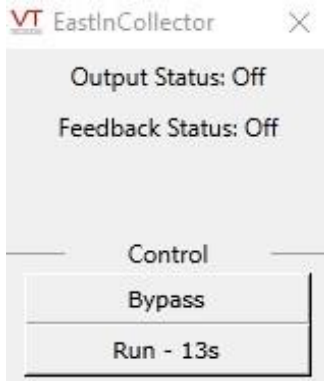 VT EastInCollector
Output Status: Off
Feedback Status: Off
Control
Bypass
Run - 13s